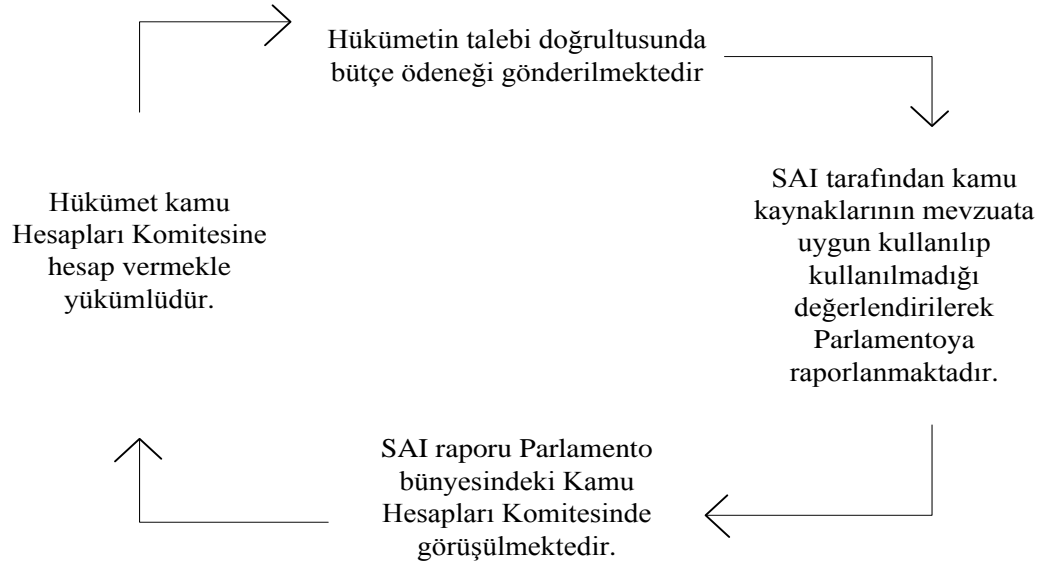 Hükümetin talebi doğrultusunda
bütçe ödeneği gönderilmektedir
SAI tarafından kamu
kaynaklarının mevzuata
uygun kullanılıp
kullanılmadığı
değerlendirilerek
Parlamentoya
raporlanmaktadır.
SAI raporu Parlamento
bünyesindeki Kamu
Hesapları Komitesinde
görüşülmektedir.
Hükümet kamu
Hesapları Komitesine
hesap vermekle
yükümlüdür.